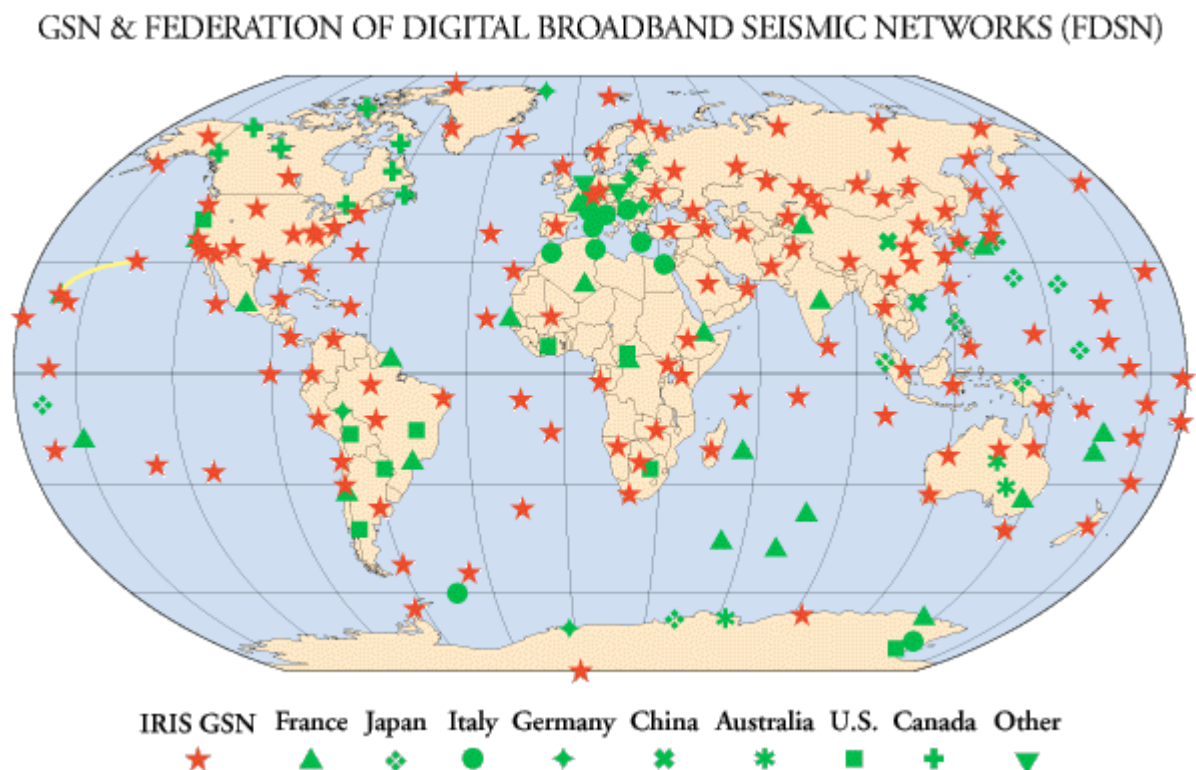 GSN & FEDERATION OF DIGITAL BROADBAND SEISMIC NETWORKS (FDSN)
IRIS GSN France Japan Italy Germany China Australia U.S. Canada Other